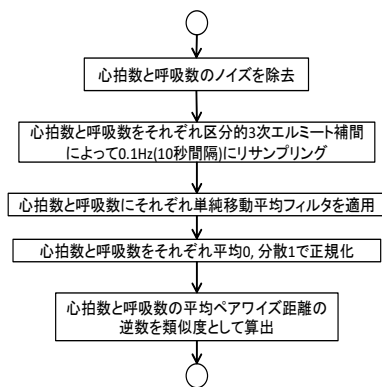 心拍数と呼吸数のノイズを除去
心拍数と呼吸数をそれぞれ区分的3次エルミート補間
によって0.1Hz(10秒間隔)にリサンプリング
心拍数と呼吸数にそれぞれ単純移動平均フィルタを適用
心拍数と呼吸数をそれぞれ平均0, 分散1で正規化
心拍数と呼吸数の平均ペアワイズ距離の
逆数を類似度として算出